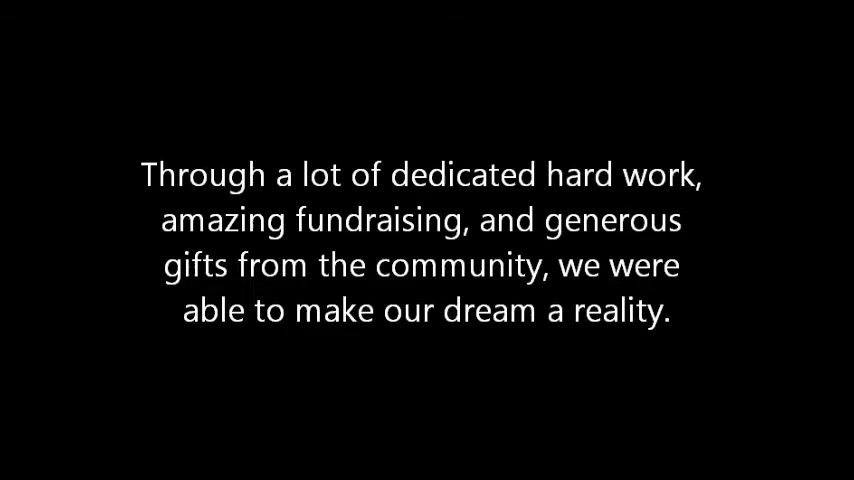 Through a lot of dedicated hard work,
amazing fundraising, and generous
gifts from the community, we were
able to make our dream a reality.